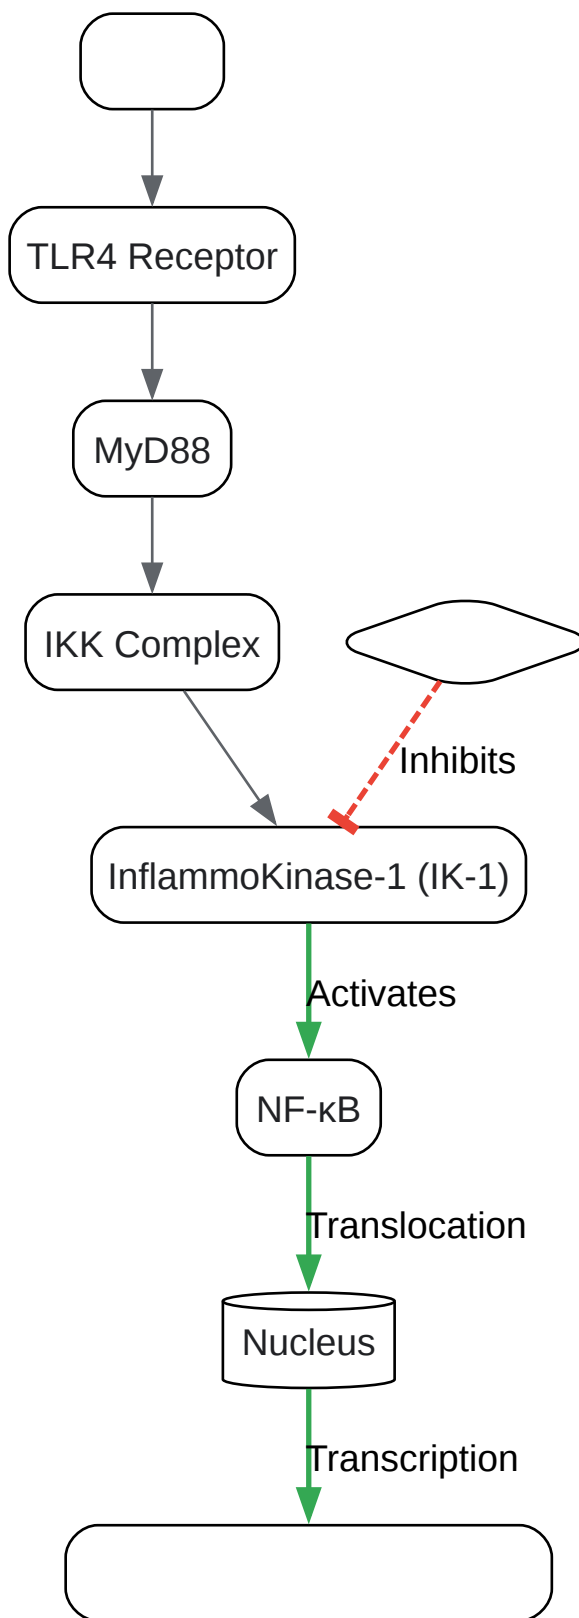 TLR4 Receptor
MyD88
IKK Complex
Inhibits
InflammoKinase-1 (IK-1)
Activates
NF-κB
Translocation
Nucleus
Transcription